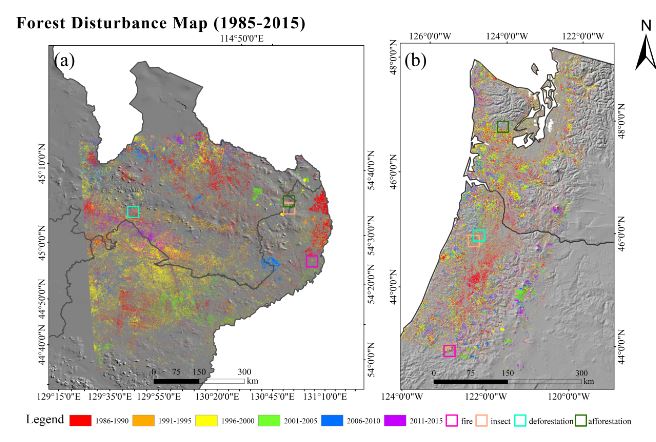 Forest Disturbance Map (1985-2015)
N
114°50'0"E
126°0'0"W
124°0'0"W
122°0'0"W
(a)
(b)
48°0'0"N
48°0'0"N
45°10'0"N
54°40'0"N
46°0'0"N
46°0'0"N
45°0'0"N
54°30'0"N
44°50'0"N
54°20'0"N
44°0'0"N
44°40'0"N
54°0'0"N
44°0'0"N
0 75 150 300
km
0 75 150 300
km
129°15'0"E 129°35'0"E 129°55'0"E 130°20'0"E 130°45'0"E 131°10'0"E
124°0'0"W 122°0'0"W 120°0'0"W
Legend 1986-1990 1991-1995 1996-2000 2001-2005 2006-2010 2011-2015 fire insect deforestation afforestation